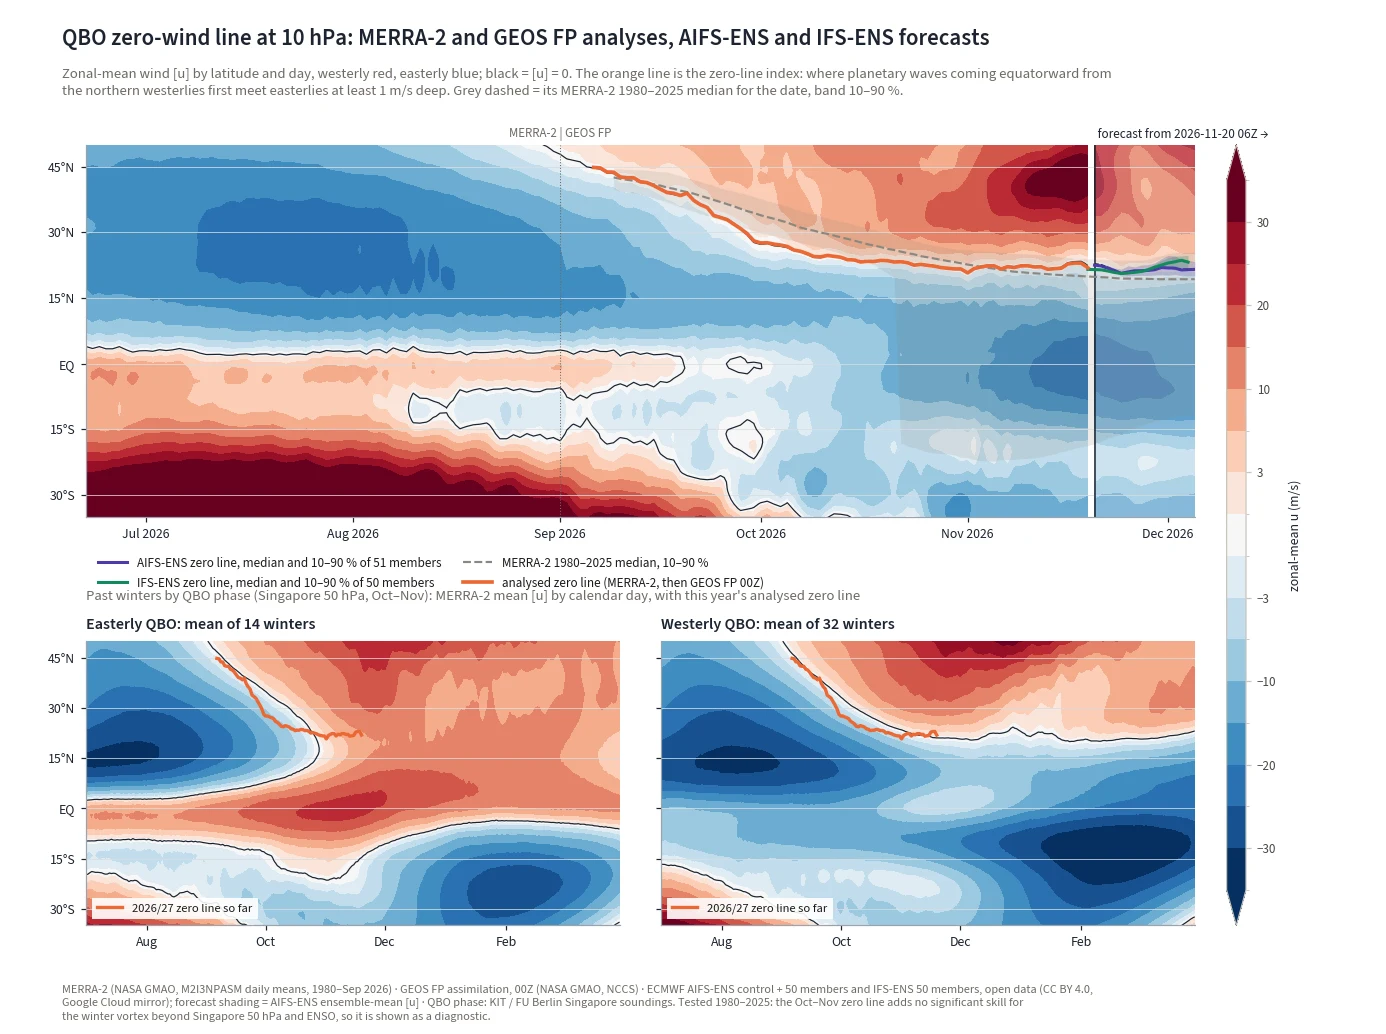 QBO zero-wind line at 10 hPa: MERRA-2 and GEOS FP analyses, AIFS-ENS and IFS-ENS forecasts
Zonal-mean wind [u] by latitude and day, westerly red, easterly blue; black = [u] = 0. The orange line is the zero-line index: where planetary waves coming equatorward from
the northern westerlies first meet easterlies at least 1 m/s deep. Grey dashed = its MERRA-2 1980–2025 median for the date, band 10–90 %.
MERRA-2 | GEOS FP
forecast from 2026-11-20 06Z →
45°N
30°N
15°N
EQ
15°S
30°S
Jul 2026
Aug 2026
Sep 2026
Oct 2026
Nov 2026
Dec 2026
30
20
10
3
−3
−10
−20
−30
zonal-mean u (m/s)
AIFS-ENS zero line, median and 10–90 % of 51 members
IFS-ENS zero line, median and 10–90 % of 50 members
MERRA-2 1980–2025 median, 10–90 %
analysed zero line (MERRA-2, then GEOS FP 00Z)
Past winters by QBO phase (Singapore 50 hPa, Oct–Nov): MERRA-2 mean [u] by calendar day, with this year's analysed zero line
Easterly QBO: mean of 14 winters
45°N
30°N
15°N
EQ
15°S
30°S
2026/27 zero line so far
Aug
Oct
Dec
Feb
Westerly QBO: mean of 32 winters
2026/27 zero line so far
Aug
Oct
Dec
Feb
MERRA-2 (NASA GMAO, M2I3NPASM daily means, 1980–Sep 2026) · GEOS FP assimilation, 00Z (NASA GMAO, NCCS) · ECMWF AIFS-ENS control + 50 members and IFS-ENS 50 members, open data (CC BY 4.0,
Google Cloud mirror); forecast shading = AIFS-ENS ensemble-mean [u] · QBO phase: KIT / FU Berlin Singapore soundings. Tested 1980–2025: the Oct–Nov zero line adds no significant skill for
the winter vortex beyond Singapore 50 hPa and ENSO, so it is shown as a diagnostic.